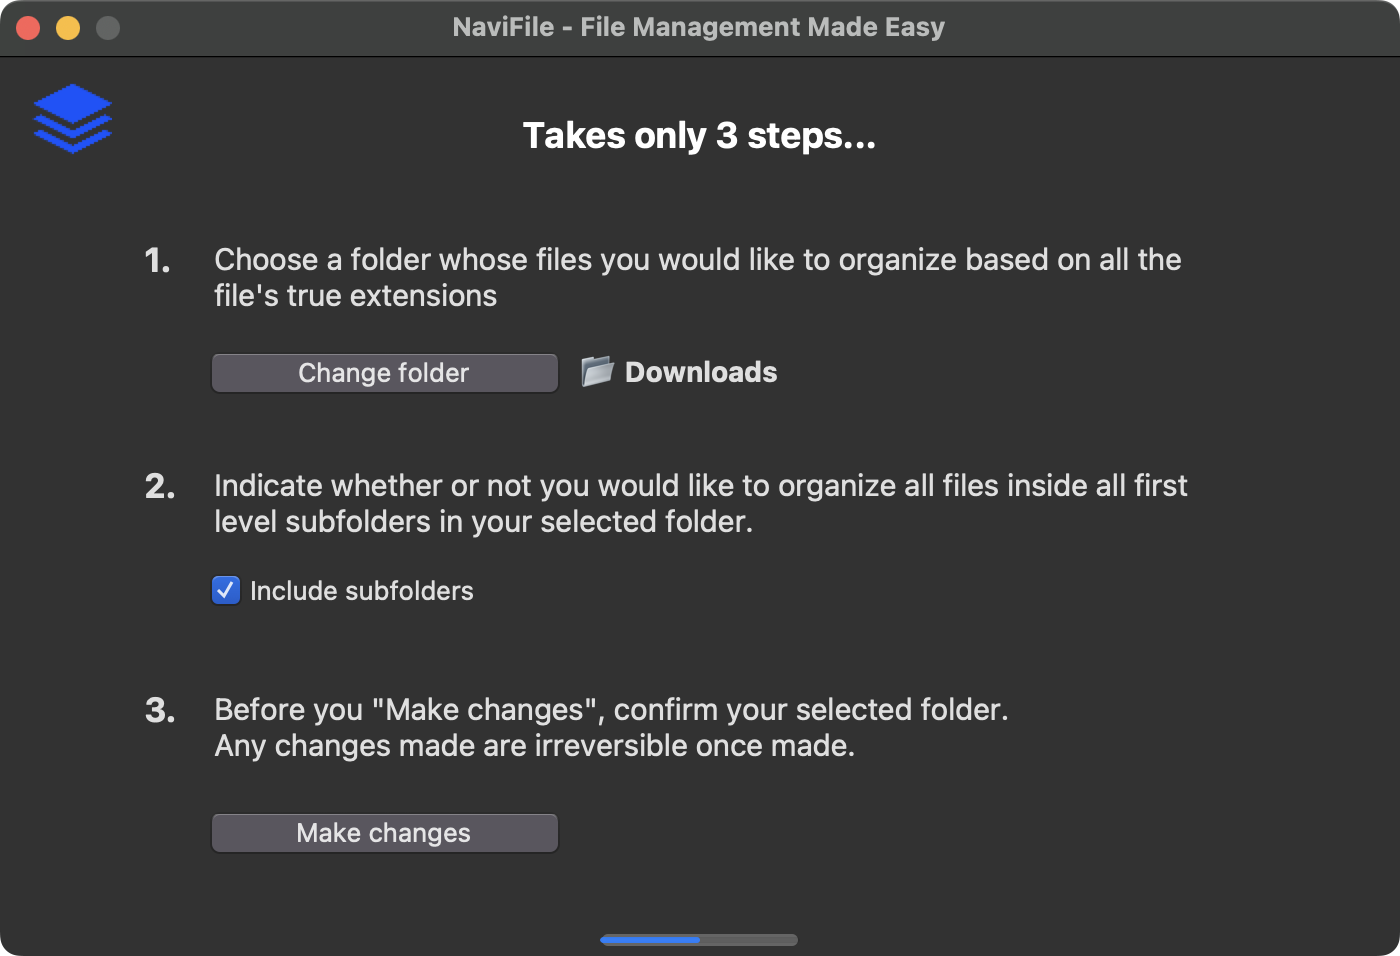 NaviFile - File Management Made Easy
Takes only 3 steps...
1. Choose a folder whose files you would like to organize based on all the
file's true extensions
Change folder Downloads
2. Indicate whether or not you would like to organize all files inside all first
level subfolders in your selected folder.
Include subfolders
3. Before you "Make changes", confirm your selected folder.
Any changes made are irreversible once made.
Make changes